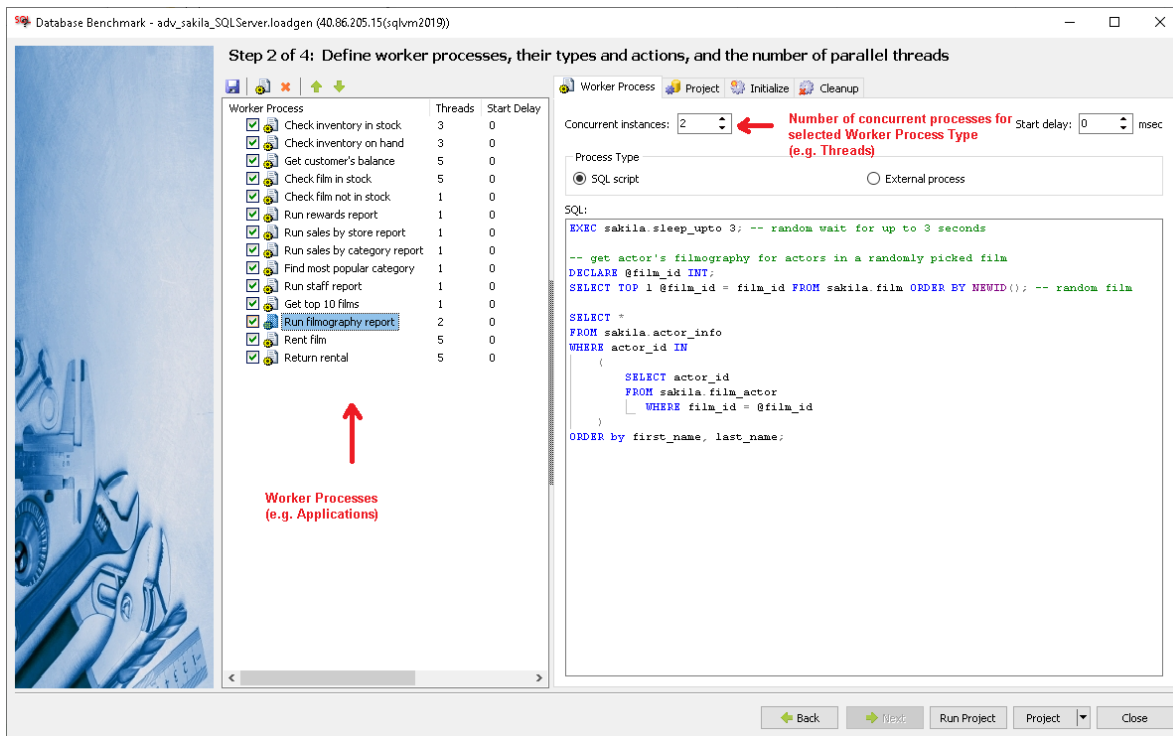 Database Benchmark - adv_sakila_SQLServer.loadgen (40.86.205.15(sqlvm2019))
Step 2 of 4: Define worker processes, their types and actions, and the number of parallel threads
Worker Process Threads Start Delay
Check inventory in stock 3 0
Check inventory on hand 3 0
Get customer's balance 5 0
Check film in stock 5 0
Check film not in stock 1 0
Run rewards report 1 0
Run sales by store report 1 0
Run sales by category report 1 0
Find most popular category 1 0
Run staff report 1 0
Get top 10 films 1 0
Run filmography report 2 0
Rent film 5 0
Return rental 5 0
Worker Processes
(e.g. Applications)
Worker Process Project Initialize Cleanup
Concurrent instances: 2
Number of concurrent processes for
selected Worker Process Type
(e.g. Threads)
Start delay: 0 msec
Process Type
SQL script External process
SQL:
EXEC sakila.sleep_upto 3; -- random wait for up to 3 seconds
-- get actor's filmography for actors in a randomly picked film
DECLARE @film_id INT;
SELECT TOP 1 @film_id = film_id FROM sakila.film ORDER BY NEWID(); -- random film
SELECT *
FROM sakila.actor_info
WHERE actor_id IN
(
SELECT actor_id
FROM sakila.film_actor
WHERE film_id = @film_id
)
ORDER by first_name, last_name;
Back Next Run Project Project Close